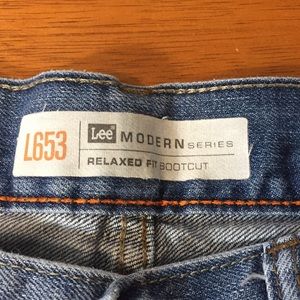 L653
Lee MODERN SERIES
RELAXED FIT BOOTCUT